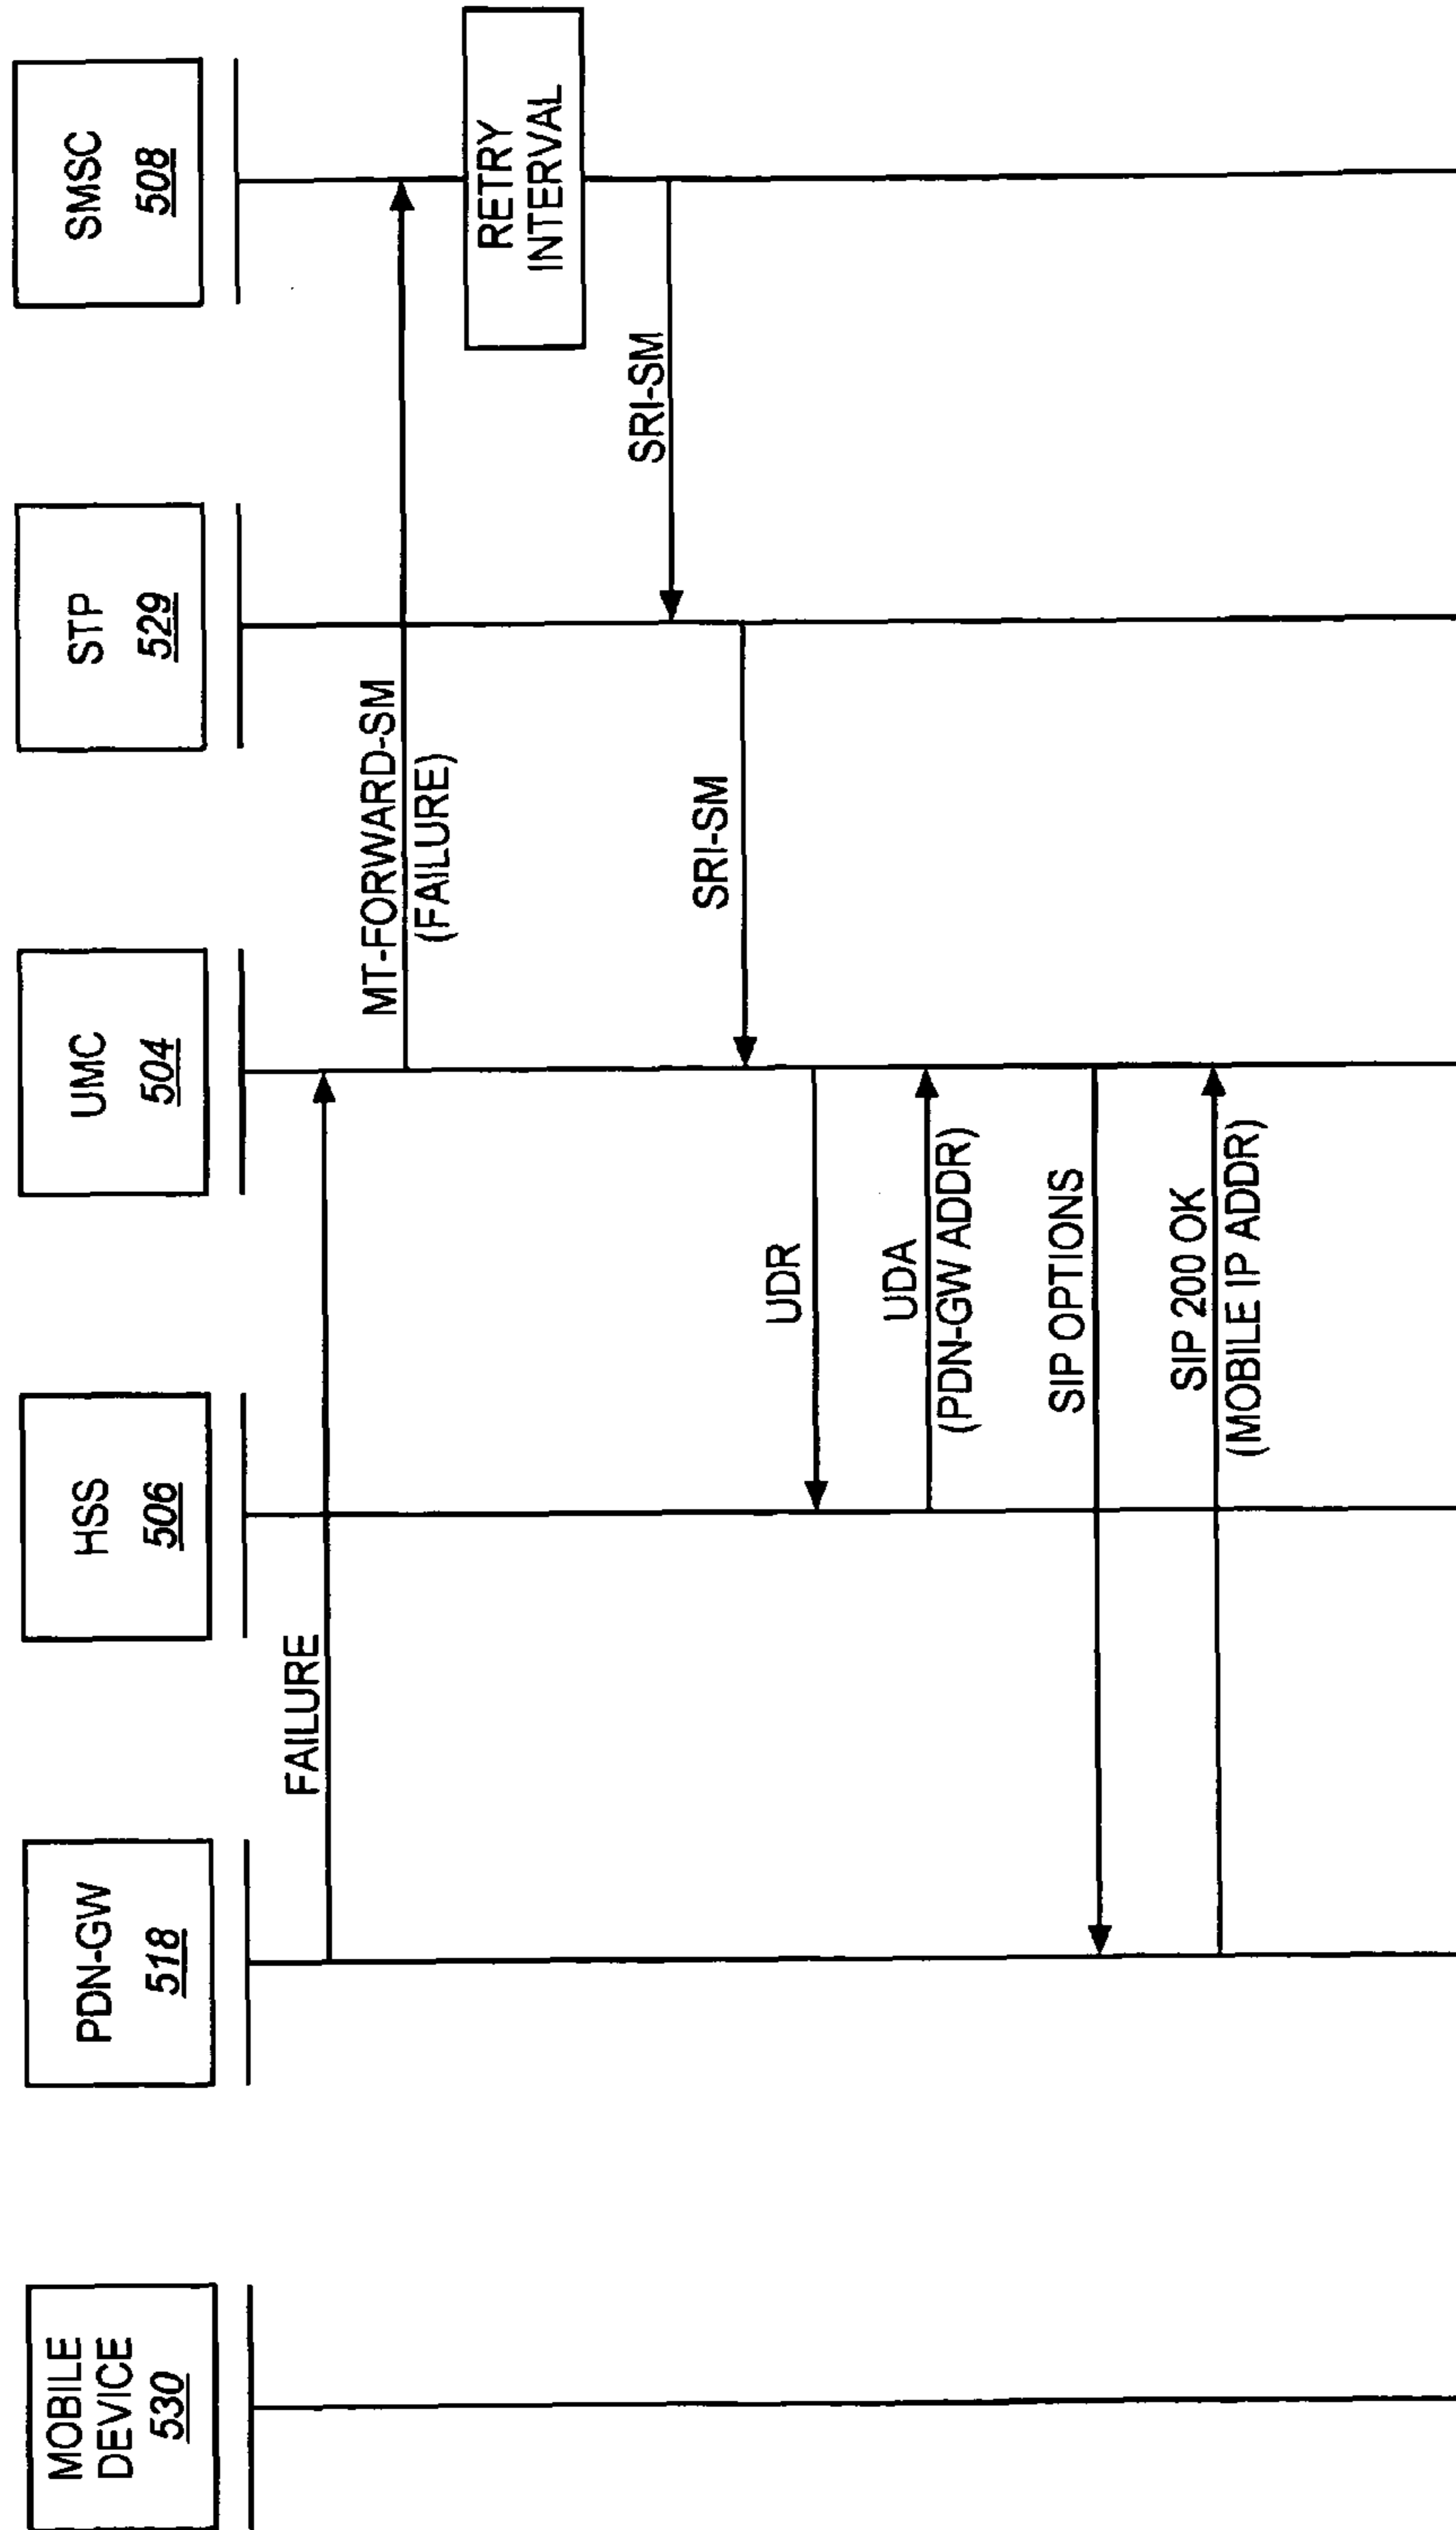 MOBILE
DEVICE
530
PDN-GW
518
HSS
506
UMC
504
STP
529
SMSC
508
FAILURE
MT-FORWARD-SM
(FAILURE)
RETRY
INTERVAL
SRI-SM
SRI-SM
UDR
UDA
(PDN-GW ADDR)
SIP OPTIONS
SIP 200 OK
(MOBILE IP ADDR)